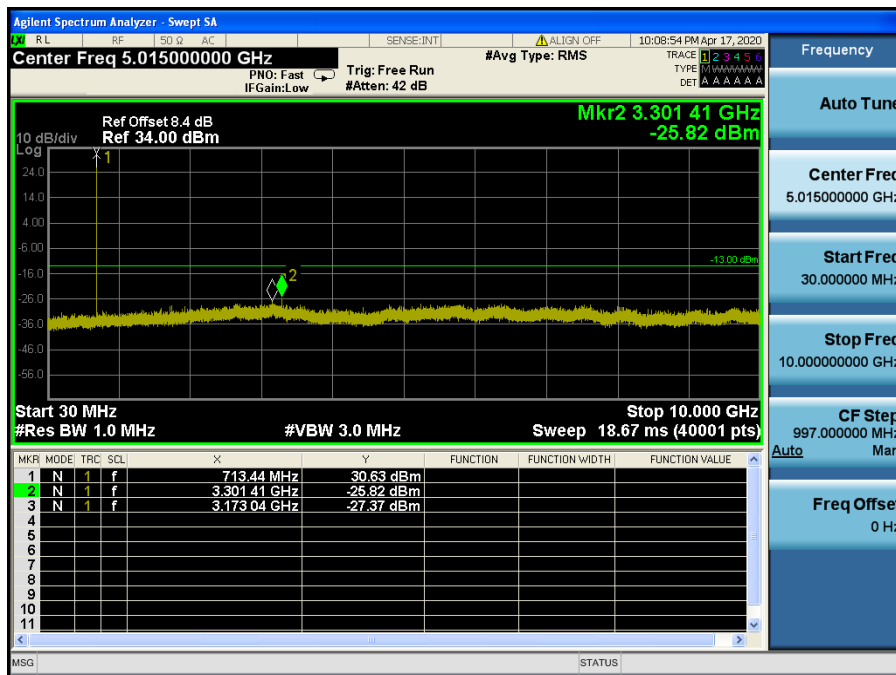 Agilent Spectrum Analyzer - Swept SA
LXI RL RF 50 Ω AC SENSE:INT ALIGN OFF 10:08:54 PM Apr 17, 2020
Center Freq 5.015000000 GHz #Avg Type: RMS TRACE 1 2 3 4 5 6
PNO: Fast Trig: Free Run TYPE M W W W W W
IFGain:Low #Atten: 42 dB DET A A A A A A
Frequency
Auto Tune
Mkr2 3.301 41 GHz
Ref Offset 8.4 dB
10 dB/div Ref 34.00 dBm -25.82 dBm
Log
1
24.0
14.0
4.00
-6.00
-13.00 dBm
-16.0
2
-26.0
-36.0
-46.0
-56.0
Start 30 MHz Stop 10.000 GHz
#Res BW 1.0 MHz #VBW 3.0 MHz Sweep 18.67 ms (40001 pts)
Center Freq
5.015000000 GHz
Start Freq
30.000000 MHz
Stop Freq
10.000000000 GHz
CF Step
997.000000 MHz
Auto Man
Freq Offset
0 Hz
MKR MODE TRC SCL X Y FUNCTION FUNCTION WIDTH FUNCTION VALUE
1 N 1 f 713.44 MHz 30.63 dBm
2 N 1 f 3.301 41 GHz -25.82 dBm
3 N 1 f 3.173 04 GHz -27.37 dBm
4
5
6
7
8
9
10
11
MSG STATUS